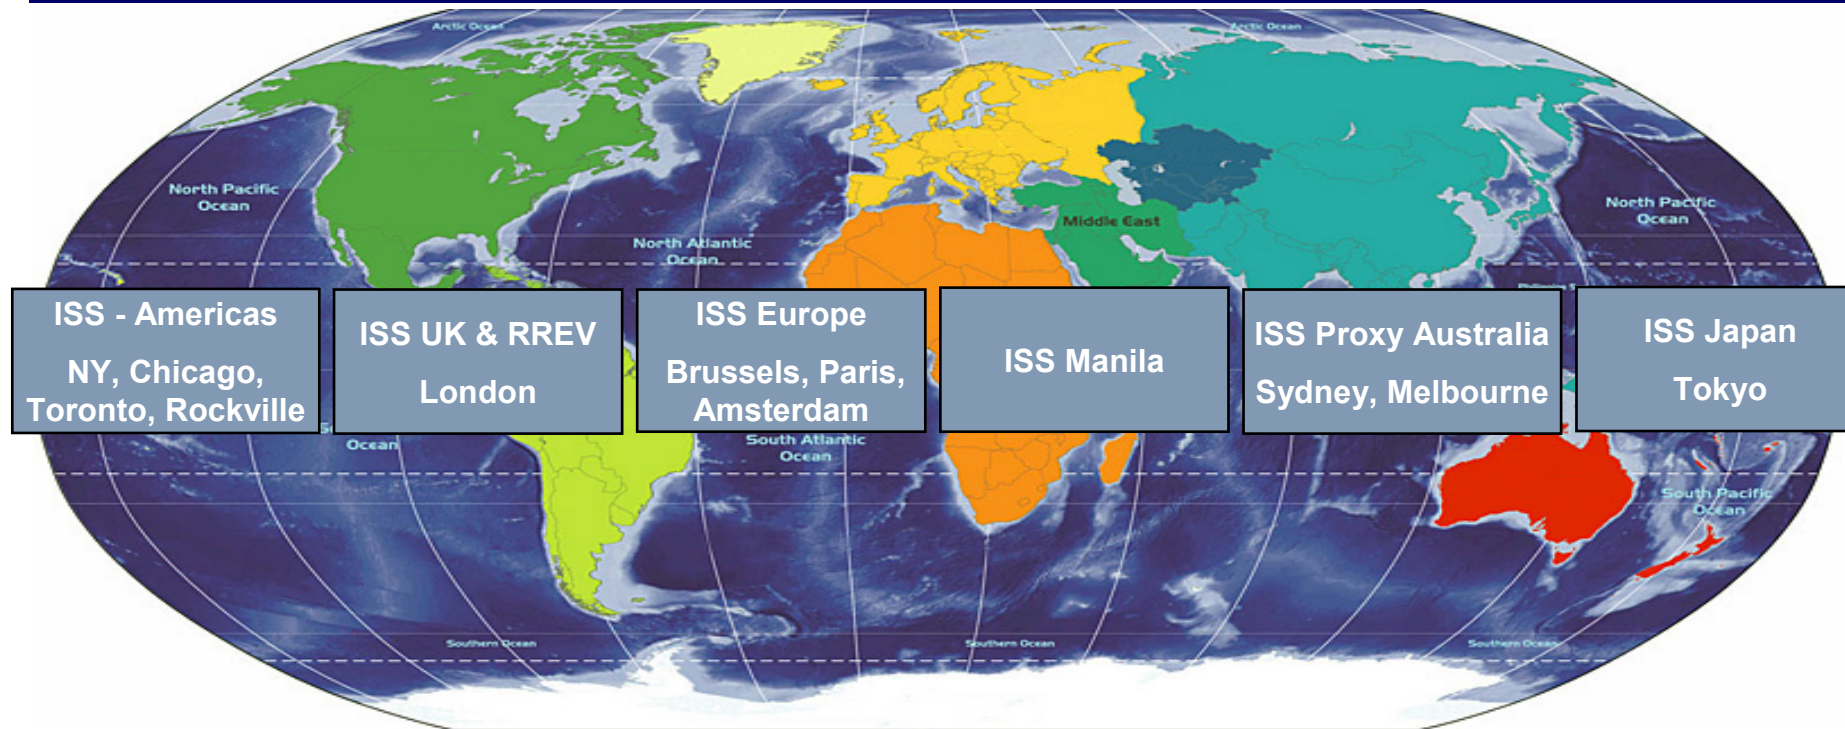 Arctic Ocean
Arctic Ocean
North Pacific
Ocean
North Atlantic
Ocean
Middle East
North Pacific
Ocean
ISS - Americas
NY, Chicago,
Toronto, Rockville
ISS UK & RREV
London
ISS Europe
Brussels, Paris,
Amsterdam
ISS Manila
ISS Proxy Australia
Sydney, Melbourne
ISS Japan
Tokyo
Ocean
South Atlantic
Ocean
South Pacific
Ocean
Southern Ocean
Southern Ocean
Southern Ocean